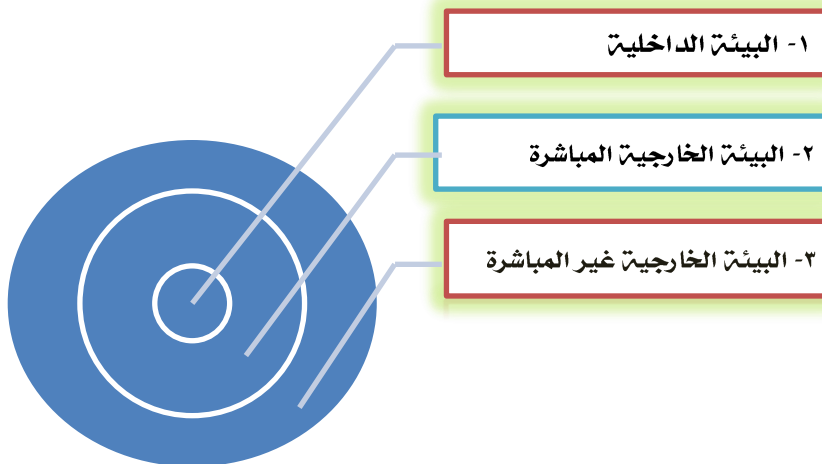 ١- البيئة الداخلية
٢- البيئة الخارجية المباشرة
٣- البيئة الخارجية غير المباشرة